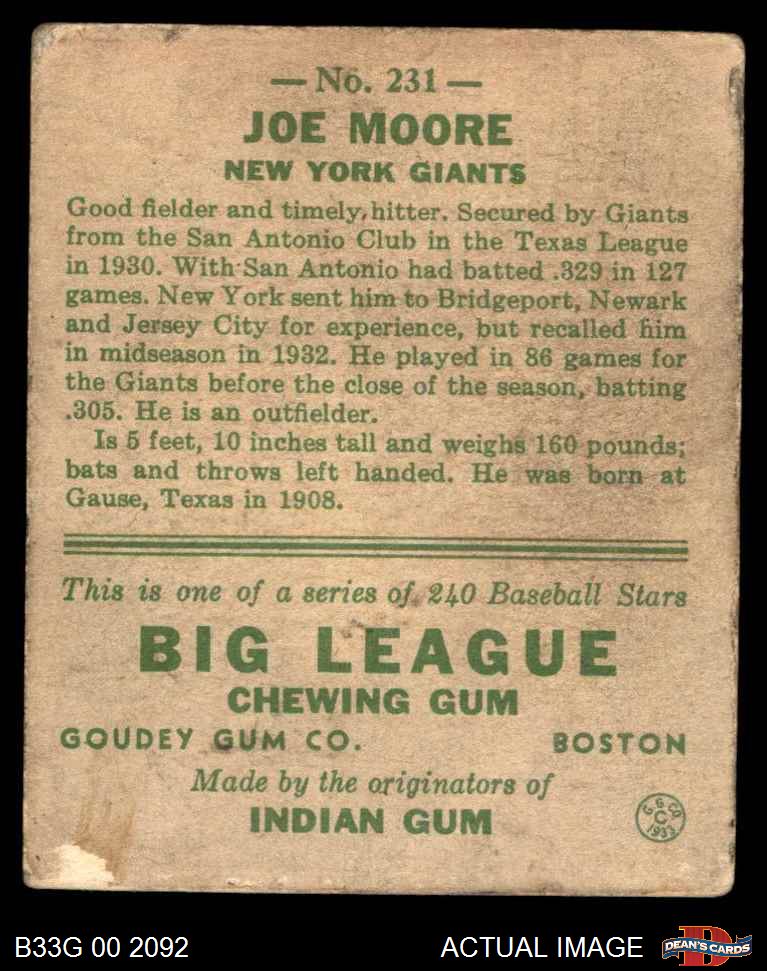 — No. 231 —
JOE MOORE
NEW YORK GIANTS
Good fielder and timely hitter. Secured by Giants
from the San Antonio Club in the Texas League
in 1930. With San Antonio had batted .329 in 127
games. New York sent him to Bridgeport, Newark
and Jersey City for experience, but recalled him
in midseason in 1932. He played in 86 games for
the Giants before the close of the season, batting
.305. He is an outfielder.
Is 5 feet, 10 inches tall and weighs 160 pounds;
bats and throws left handed. He was born at
Gause, Texas in 1908.
This is one of a series of 240 Baseball Stars
BIG LEAGUE
CHEWING GUM
GOUDEY GUM CO. BOSTON
Made by the originators of
INDIAN GUM
G. G. CO.
C
1933
B33G 00 2092 ACTUAL IMAGE
D
DEAN'S CARDS